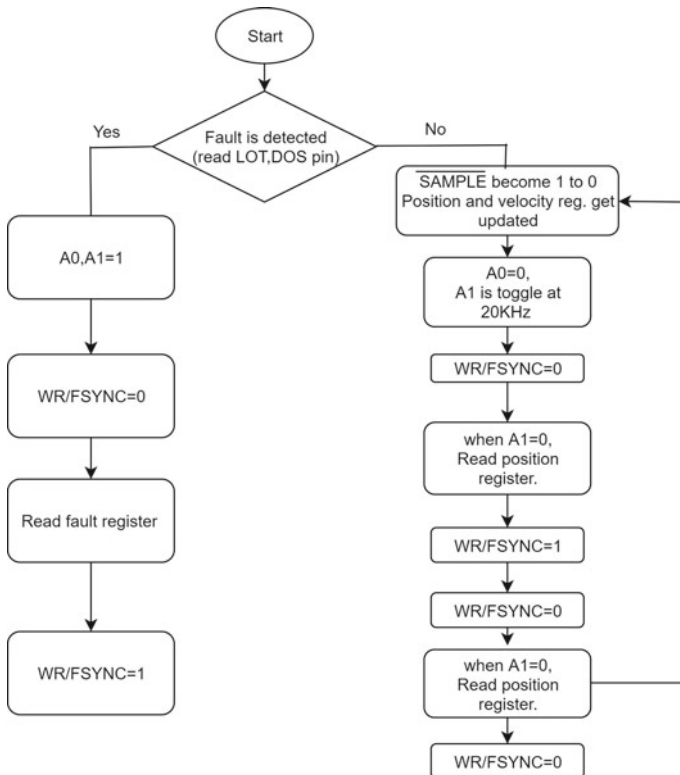 Start
Fault is detected
(read LOT,DOS pin)
Yes
No
A0,A1=1
WR/FSYNC=0
Read fault register
WR/FSYNC=1
SAMPLE become 1 to 0
Position and velocity reg. get
updated
A0=0,
A1 is toggle at
20KHz
WR/FSYNC=0
when A1=0,
Read position
register.
WR/FSYNC=1
WR/FSYNC=0
when A1=0,
Read position
register.
WR/FSYNC=0